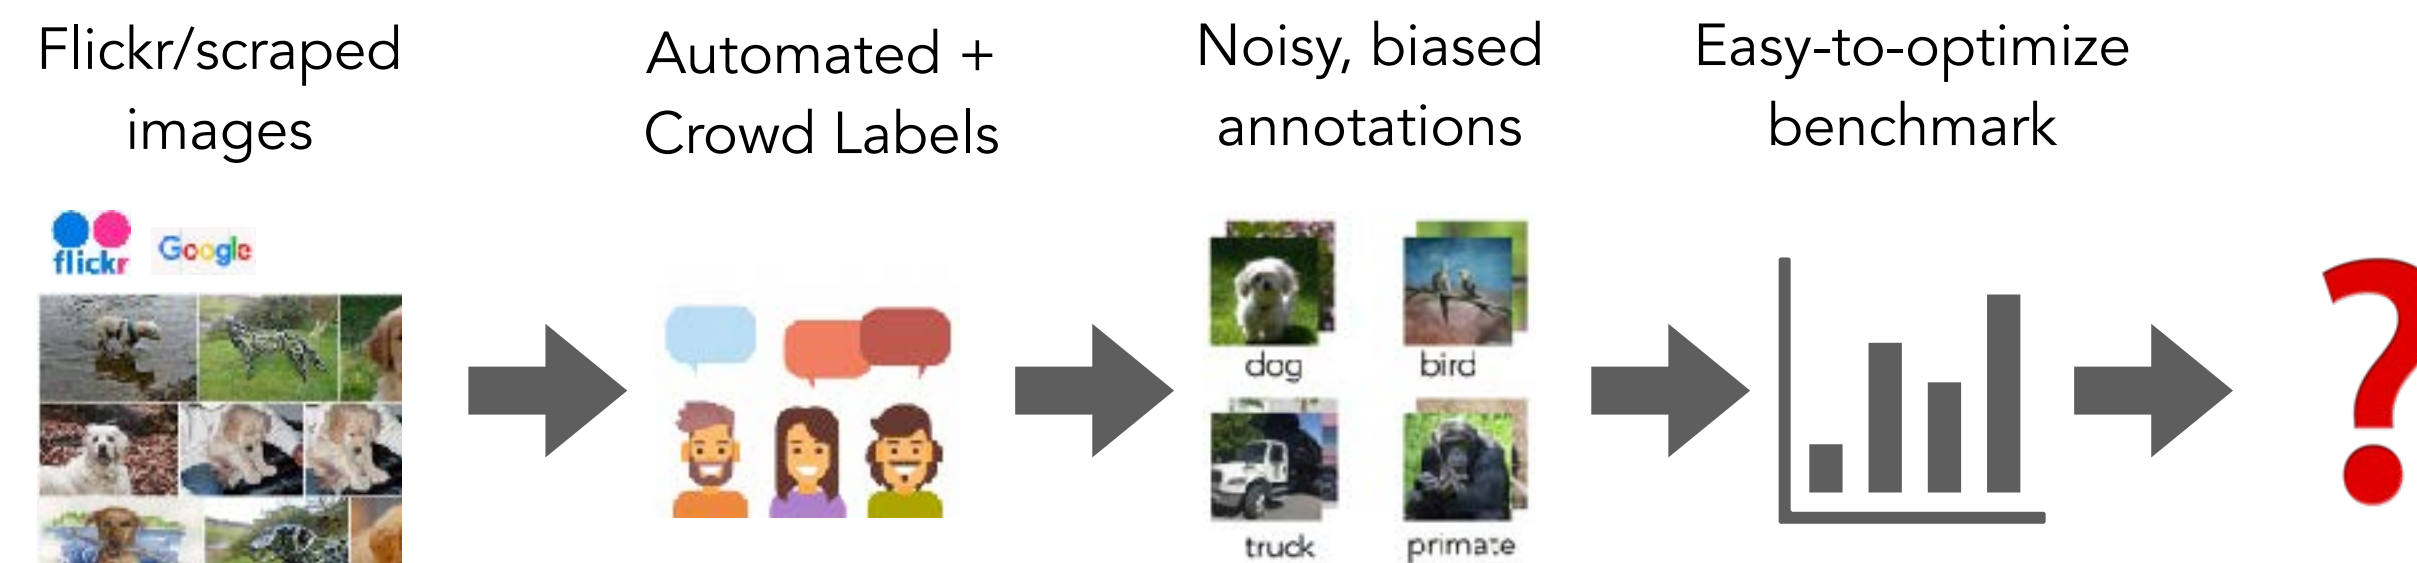 Flickr/scraped
images
Automated +
Crowd Labels
Noisy, biased
annotations
Easy-to-optimize
benchmark
flickr
Google
dog
bird
truck
primate
?